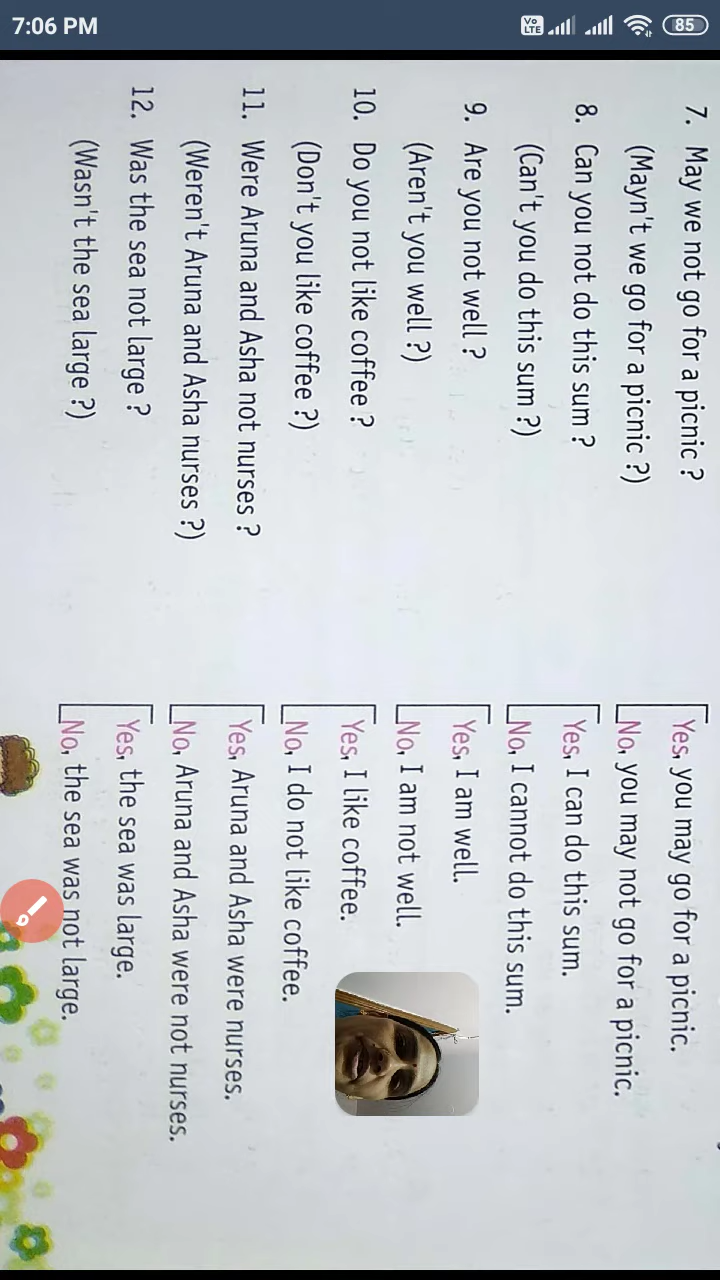 7:06 PM
Vo LTE
85
7. May we not go for a picnic ?
(Mayn't we go for a picnic ?)
Yes, you may go for a picnic.
No, you may not go for a picnic.
8. Can you not do this sum ?
(Can't you do this sum ?)
Yes, I can do this sum.
No, I cannot do this sum.
9. Are you not well ?
(Aren't you well ?)
Yes, I am well.
No, I am not well.
10. Do you not like coffee ?
(Don't you like coffee ?)
Yes, I like coffee.
No, I do not like coffee.
11. Were Aruna and Asha not nurses ?
(Weren't Aruna and Asha nurses ?)
Yes, Aruna and Asha were nurses.
No, Aruna and Asha were not nurses.
12. Was the sea not large ?
(Wasn't the sea large ?)
Yes, the sea was large.
No, the sea was not large.